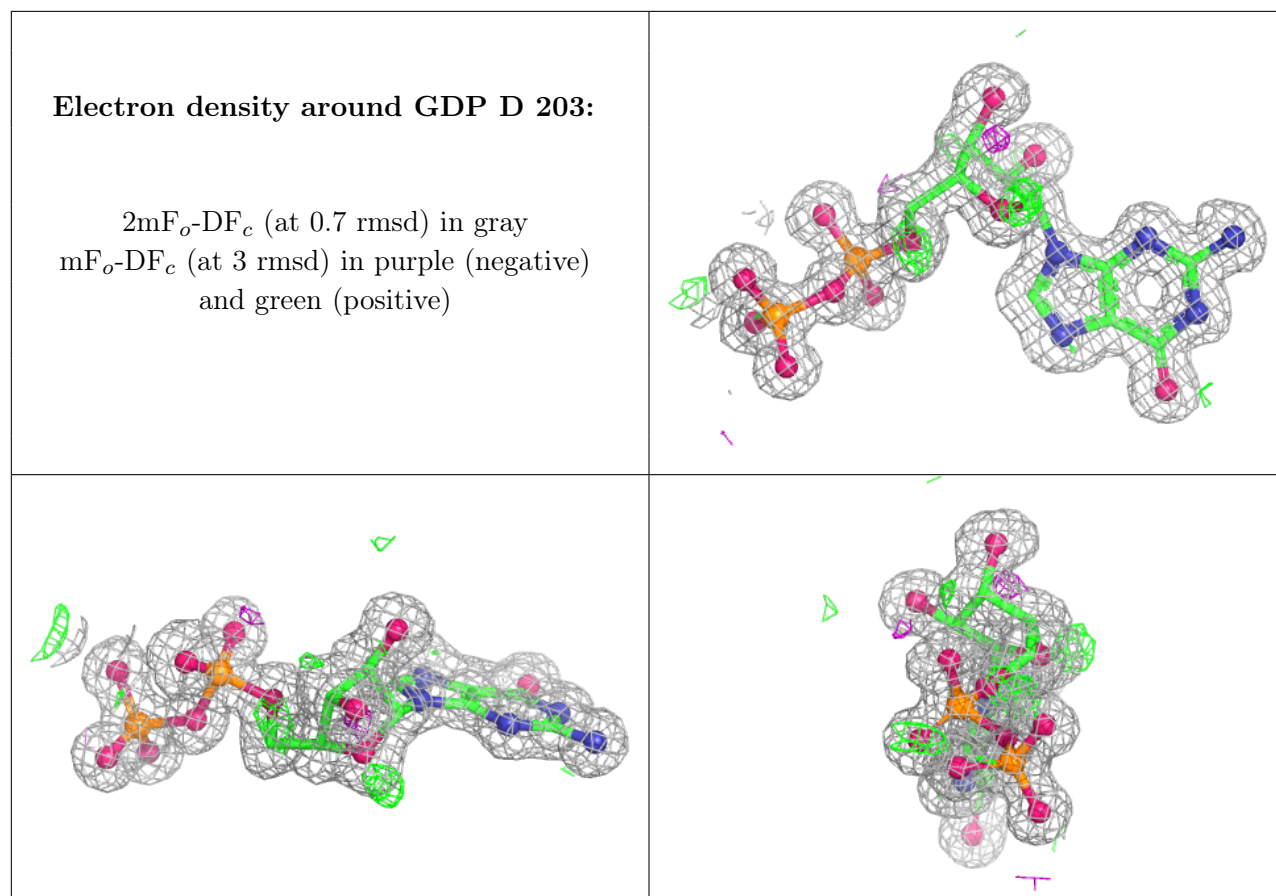 Electron density around GDP D 203:
2mFo-DFc (at 0.7 rmsd) in gray
mFo-DFc (at 3 rmsd) in purple (negative)
and green (positive)